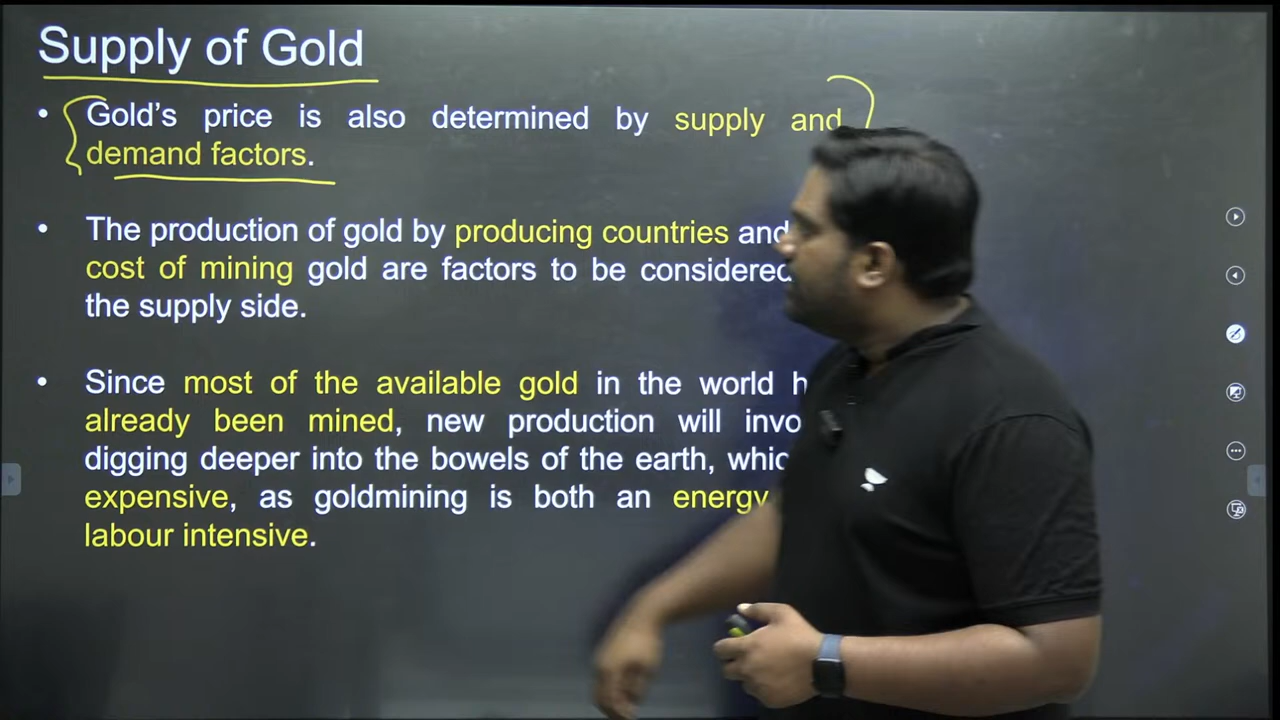 Supply of Gold
• Gold's price is also determined by supply and
demand factors.
• The production of gold by producing countries and
cost of mining gold are factors to be considered
the supply side.
• Since most of the available gold in the world
already been mined, new production will
digging deeper into the bowels of the earth,
expensive, as goldmining is both an energy
labour intensive.